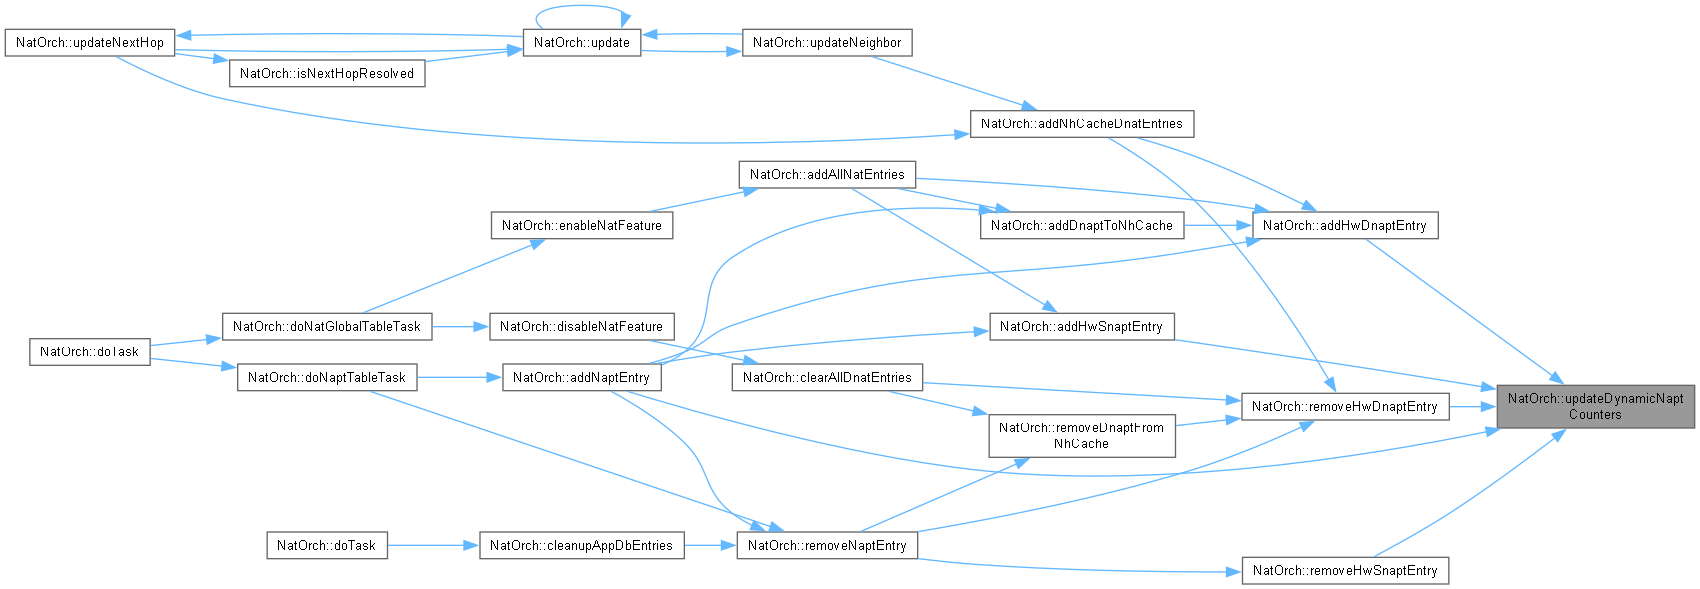 NatOrch::updateNextHop
NatOrch::update
NatOrch::updateNeighbor
NatOrch::isNextHopResolved
NatOrch::addNhCacheDnatEntries
NatOrch::addAllNatEntries
NatOrch::enableNatFeature
NatOrch::addDnaptToNhCache
NatOrch::addHwDnaptEntry
NatOrch::doNatGlobalTableTask
NatOrch::disableNatFeature
NatOrch::addHwSnaptEntry
NatOrch::doTask
NatOrch::doNaptTableTask
NatOrch::addNaptEntry
NatOrch::clearAllDnatEntries
NatOrch::removeHwDnaptEntry
NatOrch::updateDynamicNapt
Counters
NatOrch::removeDnaptFrom
NhCache
NatOrch::doTask
NatOrch::cleanupAppDbEntries
NatOrch::removeNaptEntry
NatOrch::removeHwSnaptEntry